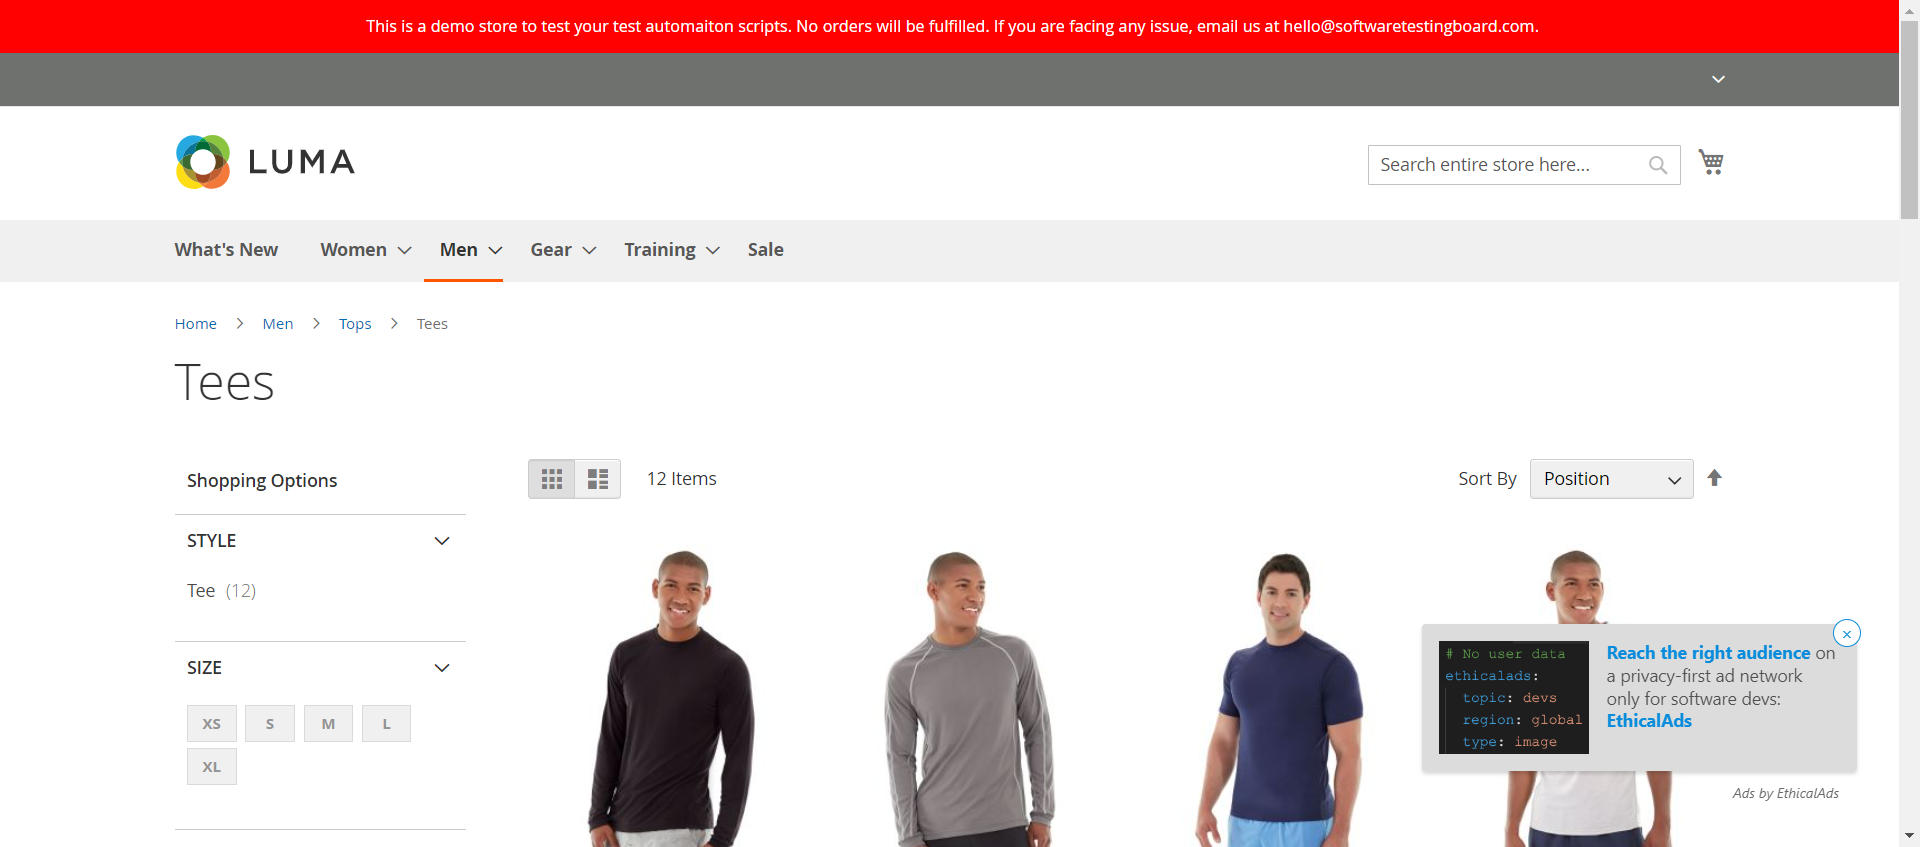 This is a demo store to test your test automaiton scripts. No orders will be fulfilled. If you are facing any issue, email us at hello@softwaretestingboard.com.
LUMA
Search entire store here...
What's New
Women
Men
Gear
Training
Sale
Home
Men
Tops
Tees
Tees
Shopping Options
12 Items
Sort By
Position
STYLE
Tee (12)
SIZE
XS
S
M
L
XL
# No user data
ethicalads:
topic: devs
region: global
type: image
Reach the right audience on
a privacy-first ad network
only for software devs:
EthicalAds
Ads by EthicalAds